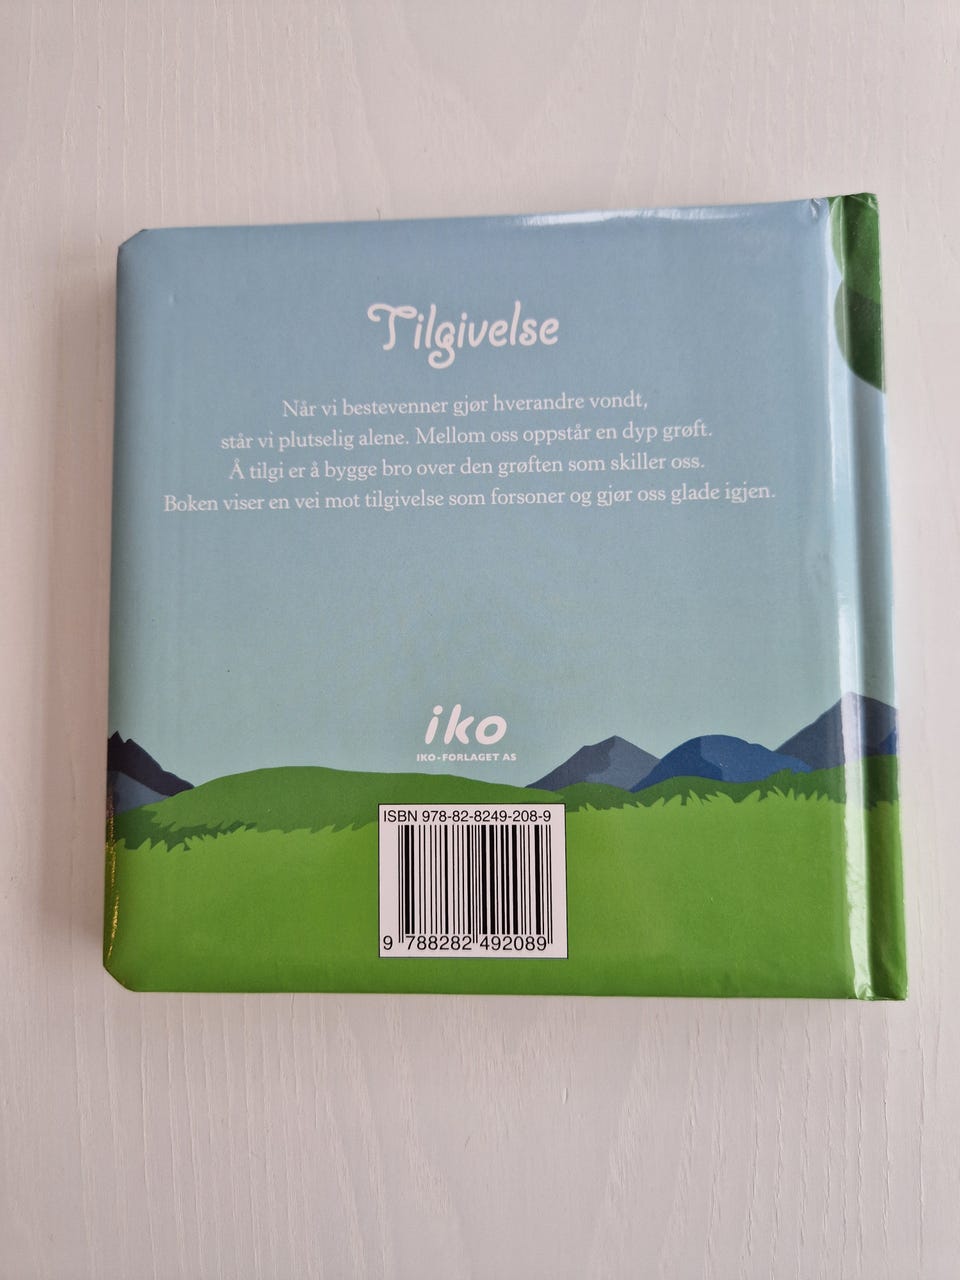 Tilgivelse
Når vi bestevenner gjør hverandre vondt,
står vi plutselig alene. Mellom oss oppstår en dyp grøft.
Å tilgi er å bygge bro over den grøften som skiller oss.
Boken viser en vei mot tilgivelse som forsoner og gjør oss glade igjen.
iko
IKO-FORLAGET AS
ISBN 978-82-8249-208-9
9 788282 492089